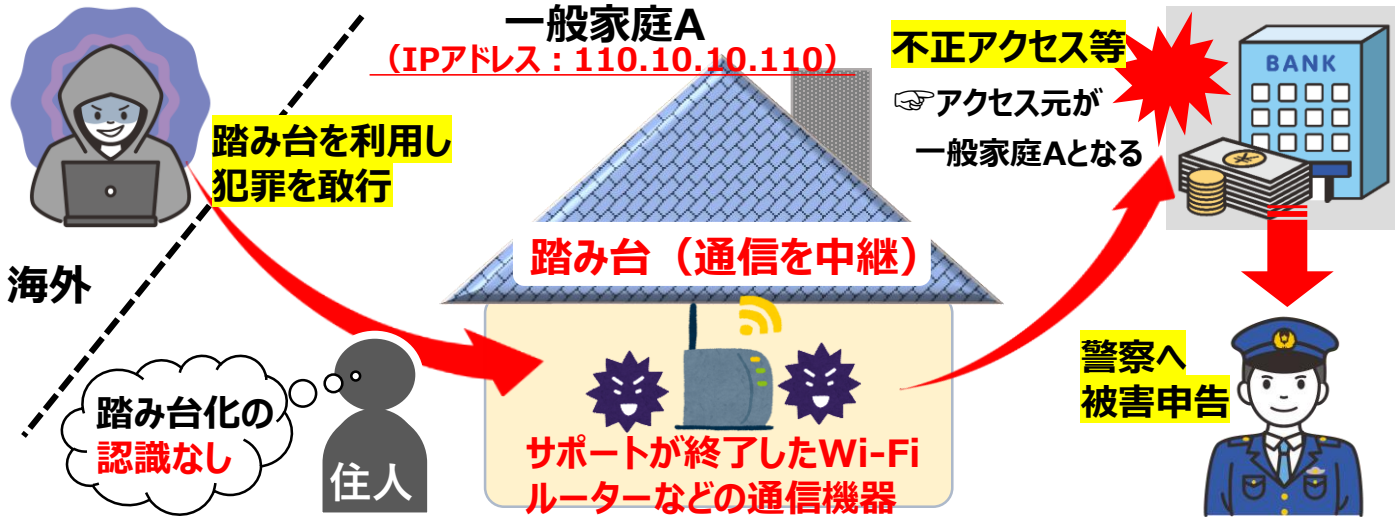 一般家庭A
（IPアドレス：110.10.10.110）
不正アクセス等
☞アクセス元が
一般家庭Aとなる
BANK
踏み台を利用し
犯罪を敢行
海外
踏み台（通信を中継）
踏み台化の
認識なし
住人
サポートが終了したWi-Fi
ルーターなどの通信機器
警察へ
被害申告